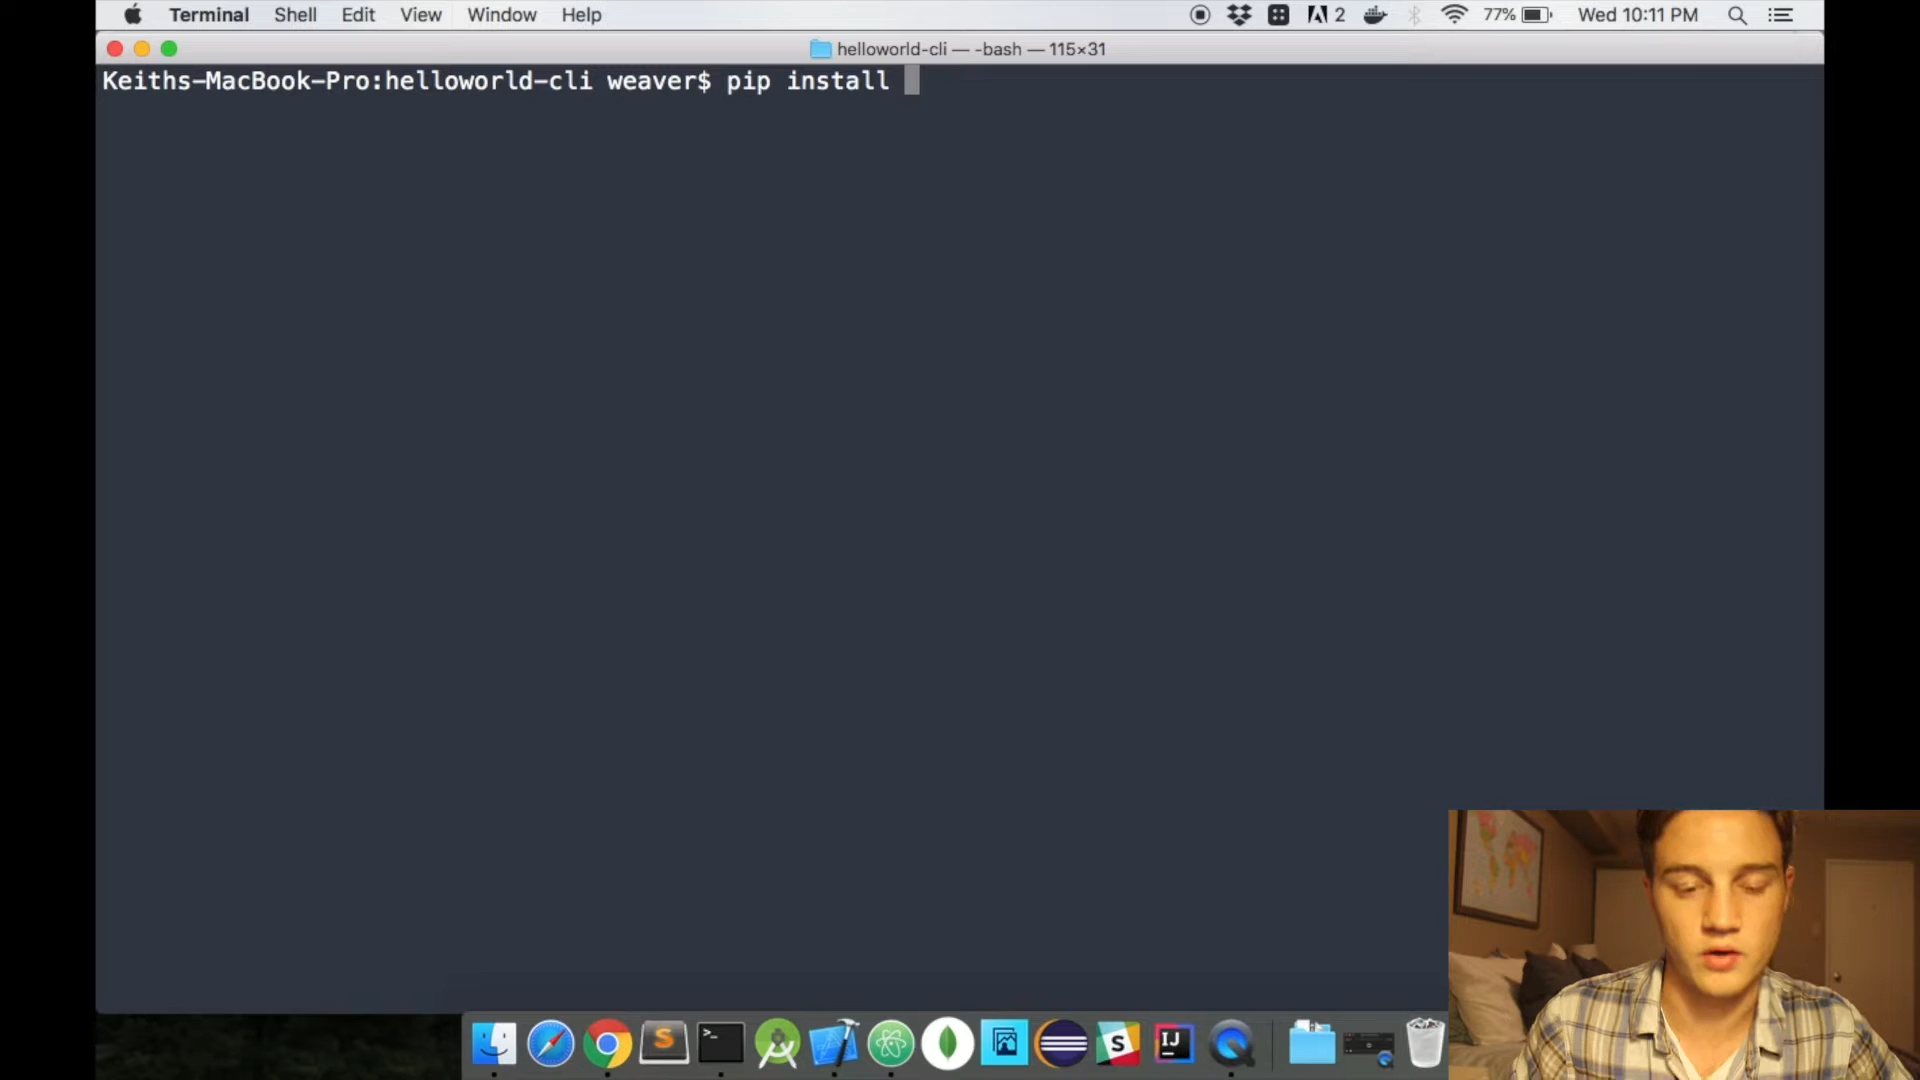 Terminal Shell Edit View Window Help 2 77% Wed 10:11 PM
helloworld-cli — -bash — 115×31
Keiths-MacBook-Pro:helloworld-cli weaver$ pip install
S >_ S IJ